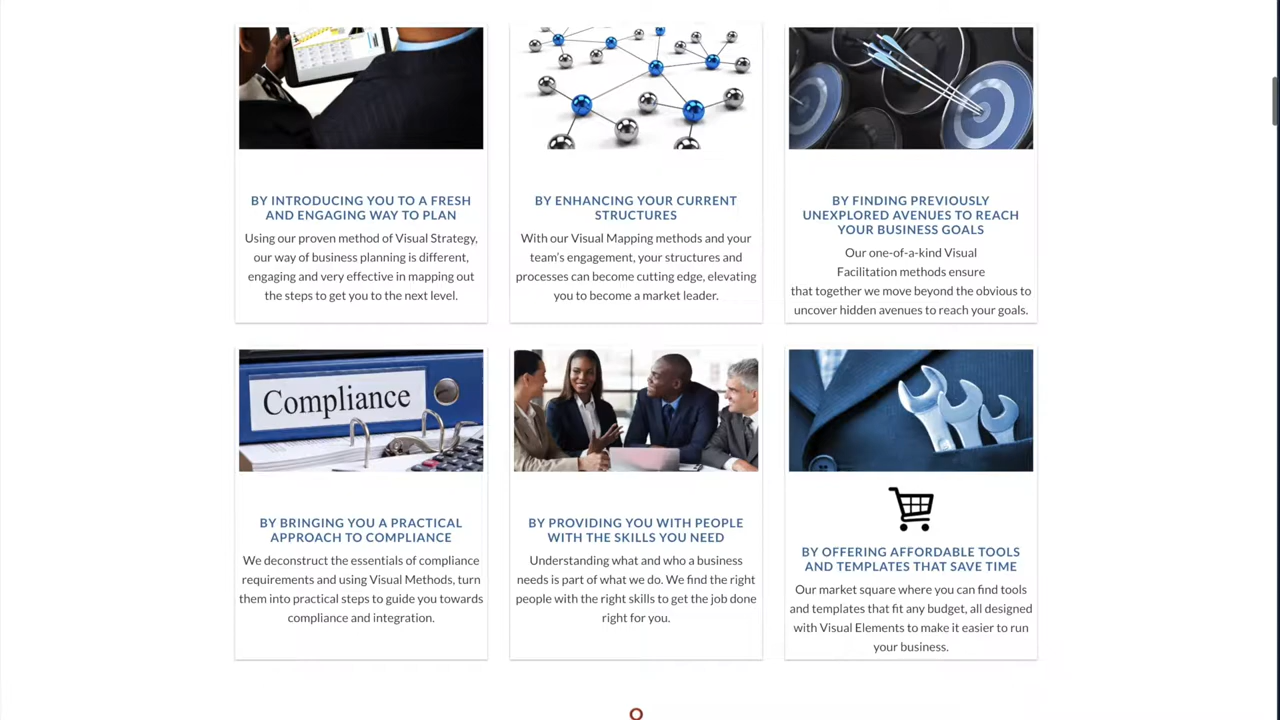 BY INTRODUCING YOU TO A FRESH
AND ENGAGING WAY TO PLAN
Using our proven method of Visual Strategy,
our way of business planning is different,
engaging and very effective in mapping out
the steps to get you to the next level.
BY ENHANCING YOUR CURRENT
STRUCTURES
With our Visual Mapping methods and your
team's engagement, your structures and
processes can become cutting edge, elevating
you to become a market leader.
BY FINDING PREVIOUSLY
UNEXPLORED AVENUES TO REACH
YOUR BUSINESS GOALS
Our one-of-a-kind Visual
Facilitation methods ensure
that together we move beyond the obvious to
uncover hidden avenues to reach your goals.
Compliance
BY BRINGING YOU A PRACTICAL
APPROACH TO COMPLIANCE
We deconstruct the essentials of compliance
requirements and using Visual Methods, turn
them into practical steps to guide you towards
compliance and integration.
BY PROVIDING YOU WITH PEOPLE
WITH THE SKILLS YOU NEED
Understanding what and who a business
needs is part of what we do. We find the right
people with the right skills to get the job done
right for you.
BY OFFERING AFFORDABLE TOOLS
AND TEMPLATES THAT SAVE TIME
Our market square where you can find tools
and templates that fit any budget, all designed
with Visual Elements to make it easier to run
your business.